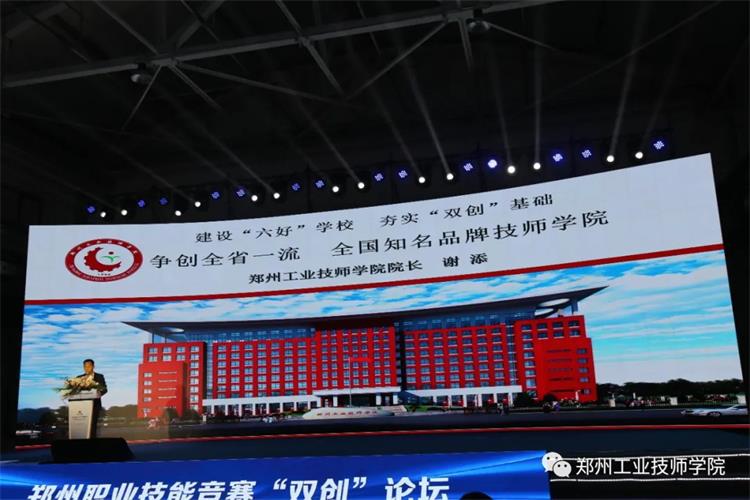 建设“六好”学校 夯实“双创”基础
争创全省一流 全国知名品牌技师学院
郑州工业技师学院院长 谢添
郑州工业技师学院
郑州职业技能竞赛“双创”论坛